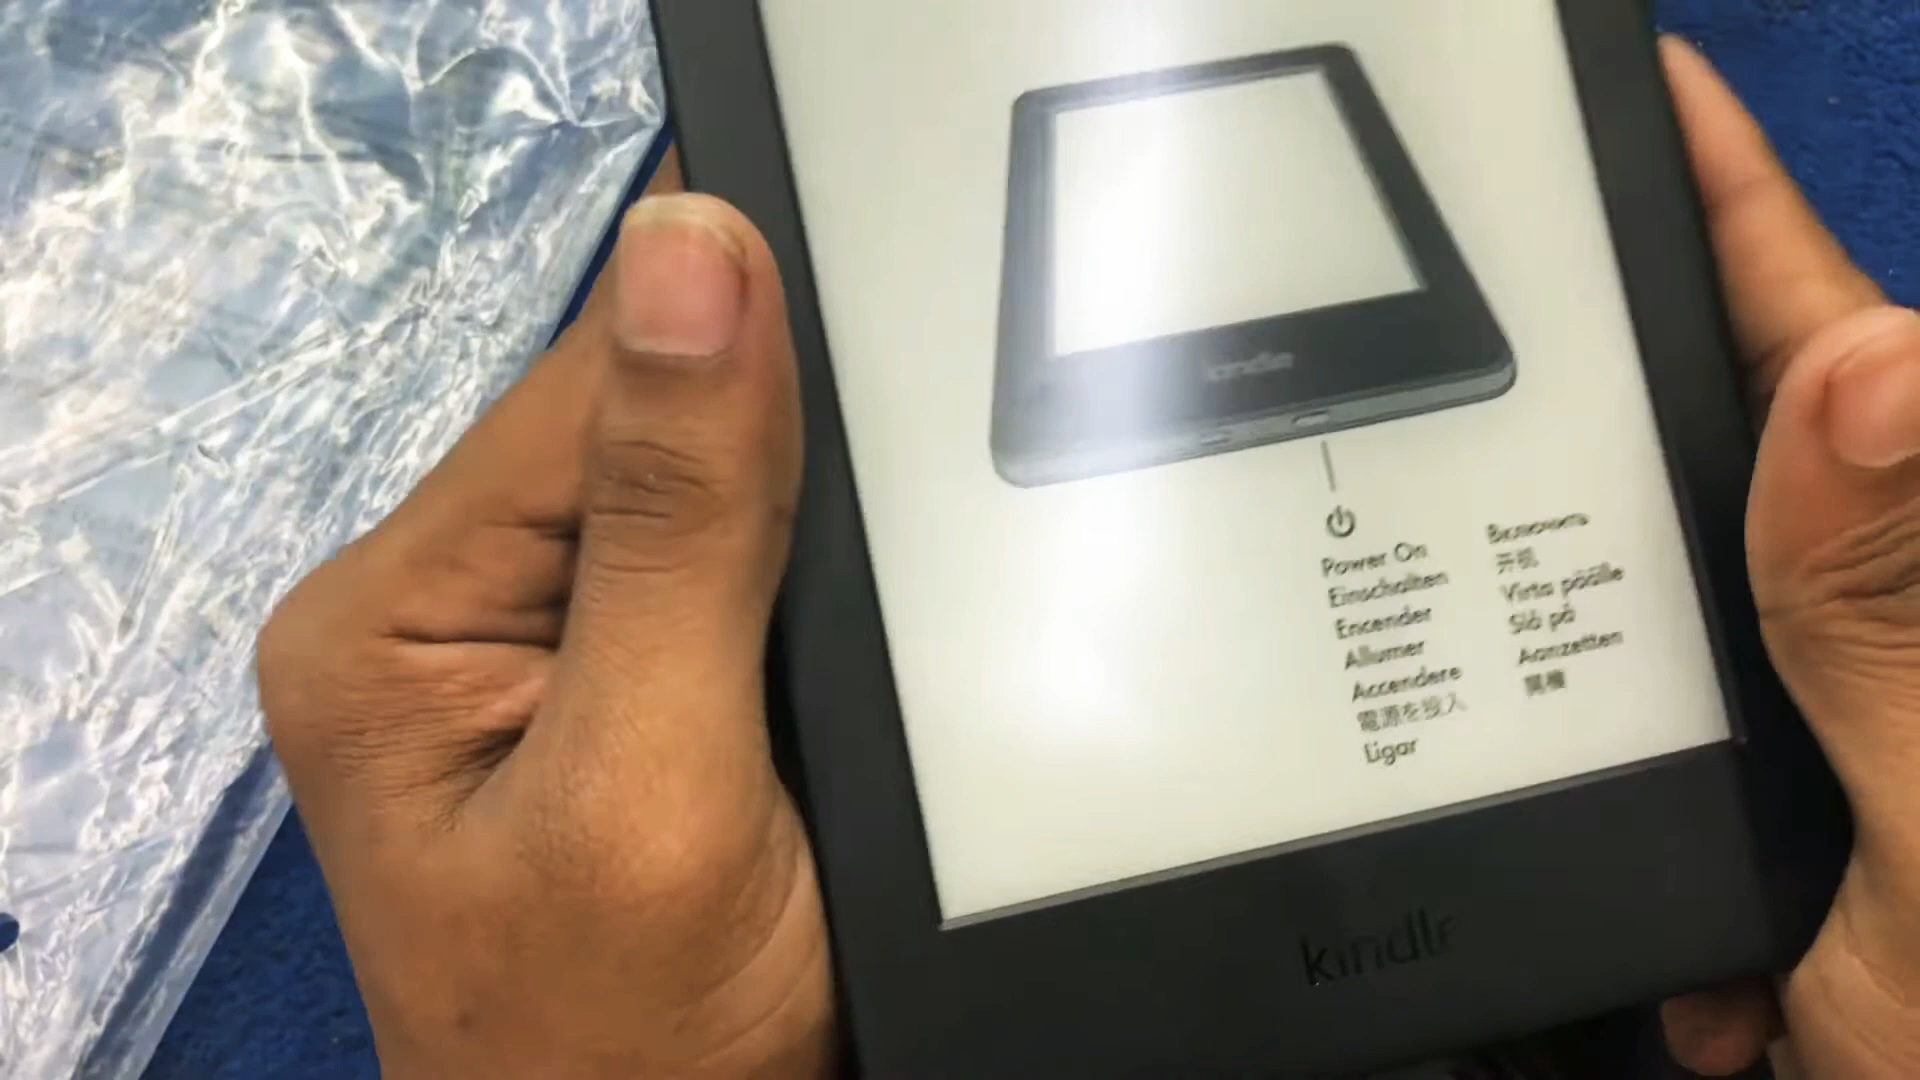 kindle
Power On
Einschalten
Encender
Allumer
Accendere
電源を投入
Ligar
Включить
开机
Virta päälle
Slå på
Aanzetten
開機
kindle